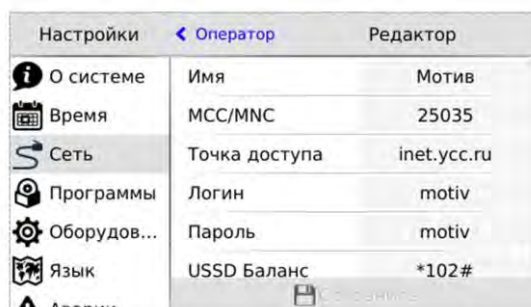 Настройки
Оператор
Редактор
О системе
Время
Сеть
Программы
Оборудов...
Язык
Имя Мотив
MCC/MNC 25035
Точка доступа inet.ycc.ru
Логин motiv
Пароль motiv
USSD Баланс *102#